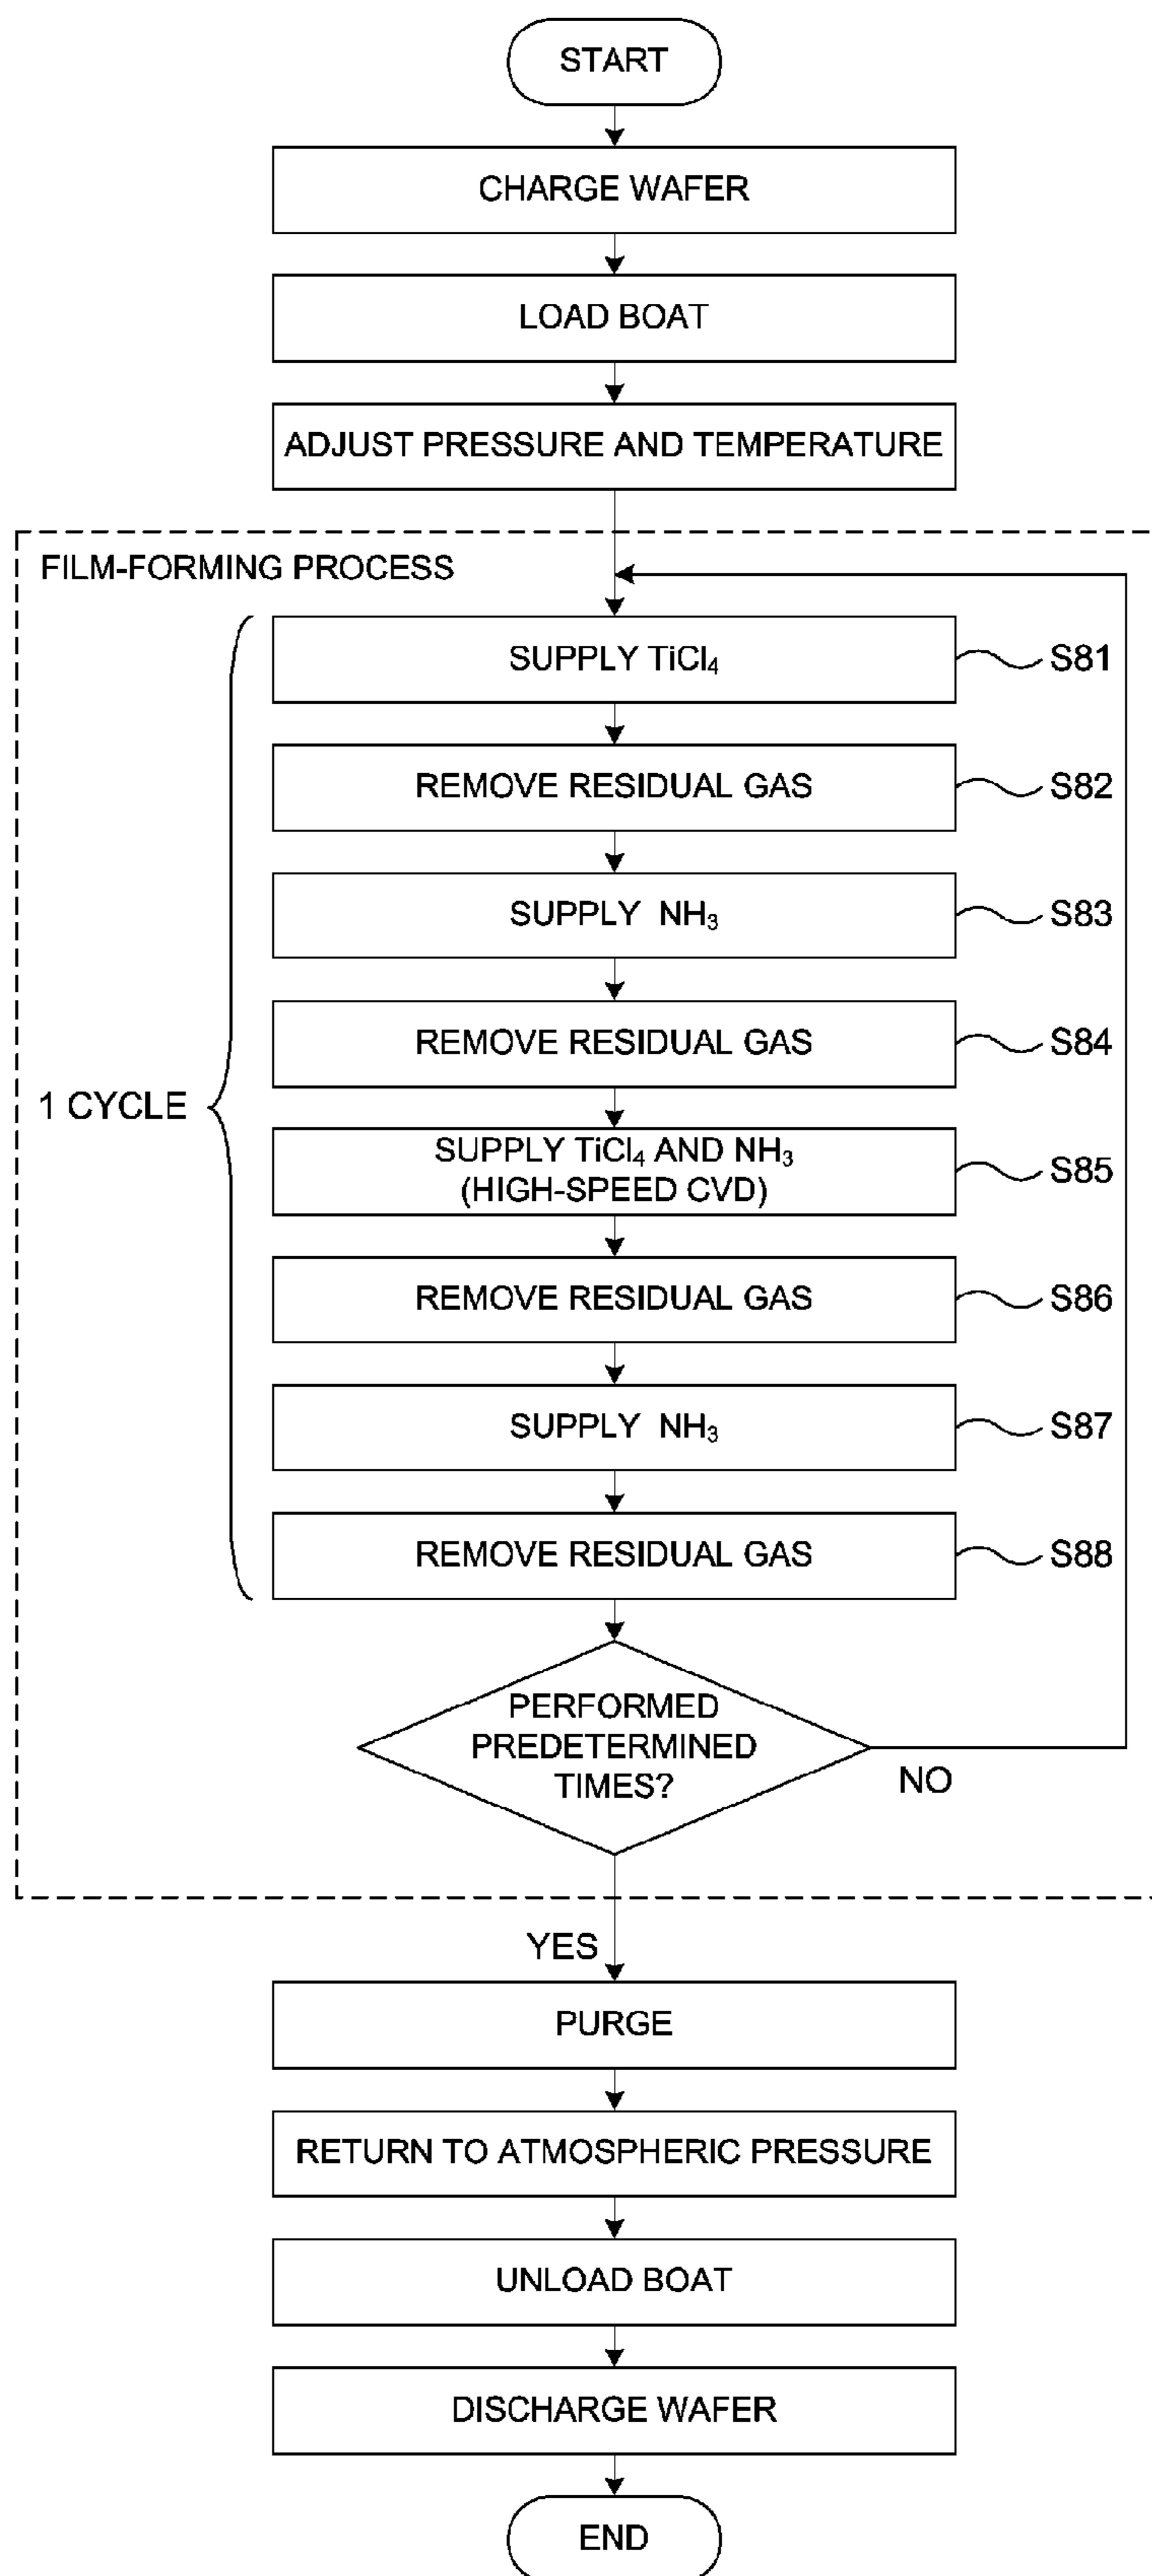 START
CHARGE WAFER
LOAD BOAT
ADJUST PRESSURE AND TEMPERATURE
FILM-FORMING PROCESS
SUPPLY TiCl₄
S81
REMOVE RESIDUAL GAS
S82
SUPPLY NH₃
S83
REMOVE RESIDUAL GAS
S84
1 CYCLE
SUPPLY TiCl₄ AND NH₃
(HIGH-SPEED CVD)
S85
REMOVE RESIDUAL GAS
S86
SUPPLY NH₃
S87
REMOVE RESIDUAL GAS
S88
PERFORMED
PREDETERMINED
TIMES?
NO
YES
PURGE
RETURN TO ATMOSPHERIC PRESSURE
UNLOAD BOAT
DISCHARGE WAFER
END